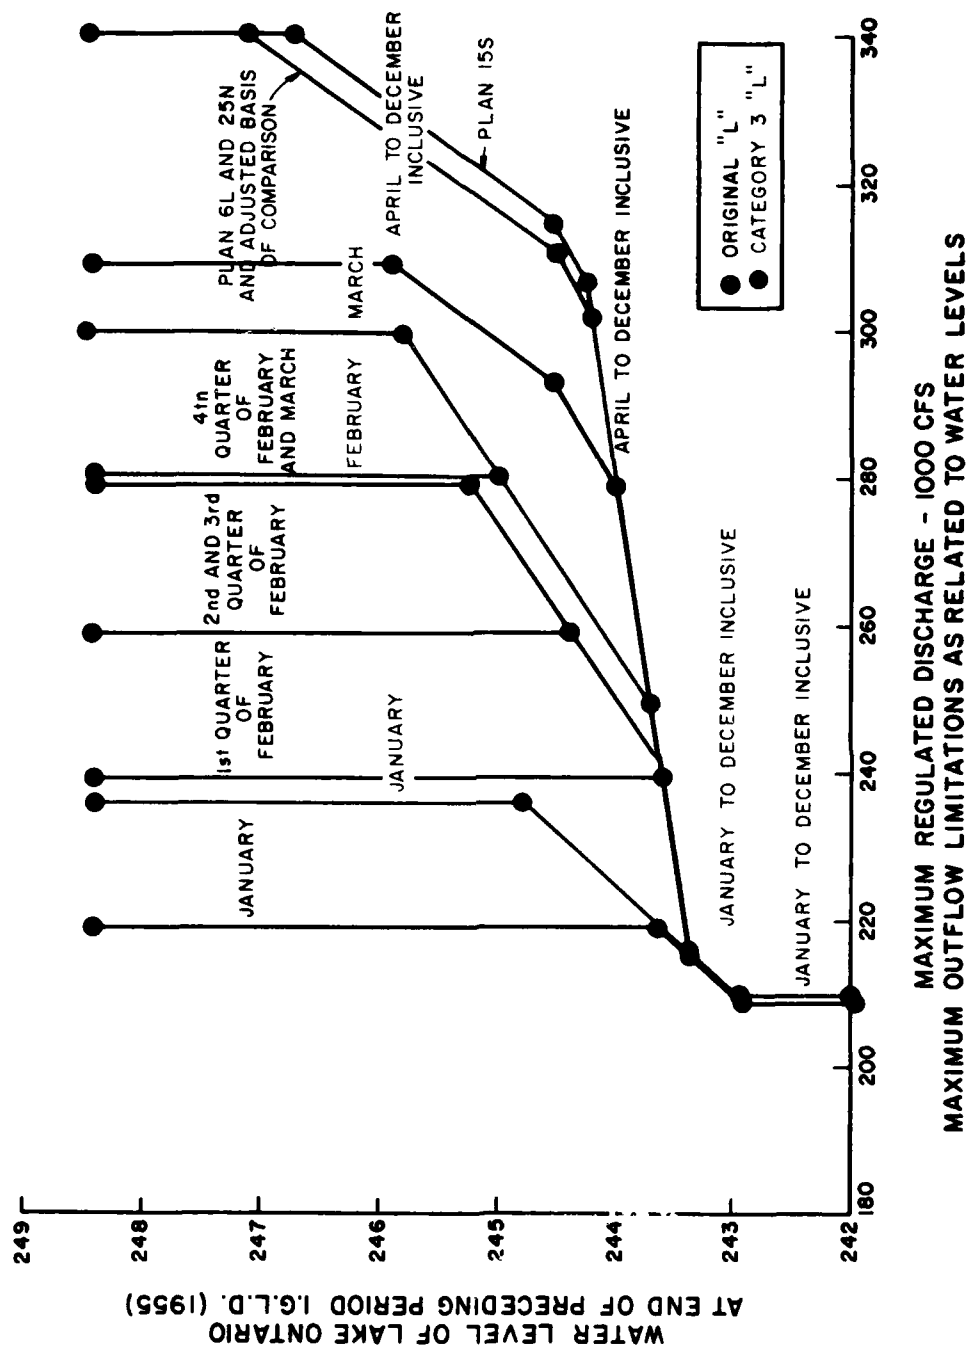 249
248
247
246
245
244
243
242
WATER LEVEL OF LAKE ONTARIO
AT END OF PRECEDING PERIOD I.G.L.D. (1955)
180
200
220
240
260
280
300
320
340
JANUARY
JANUARY
1st QUARTER
OF
FEBRUARY
2nd AND 3rd
QUARTER
OF
FEBRUARY
4tn
QUARTER
OF
FEBRUARY
AND MARCH
FEBRUARY
MARCH
PLAN 6L AND 25N
AND ADJUSTED BASIS
OF COMPARISON
APRIL TO DECEMBER
INCLUSIVE
PLAN 15S
APRIL TO DECEMBER INCLUSIVE
JANUARY TO DECEMBER INCLUSIVE
JANUARY TO DECEMBER INCLUSIVE
ORIGINAL "L"
CATEGORY 3 "L"
MAXIMUM REGULATED DISCHARGE - 1000 CFS
MAXIMUM OUTFLOW LIMITATIONS AS RELATED TO WATER LEVELS